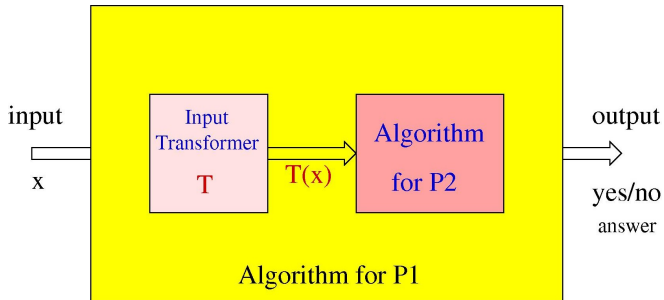 input
x
Input
Transformer
T
T(x)
Algorithm
for P2
output
yes/no
answer
Algorithm for P1